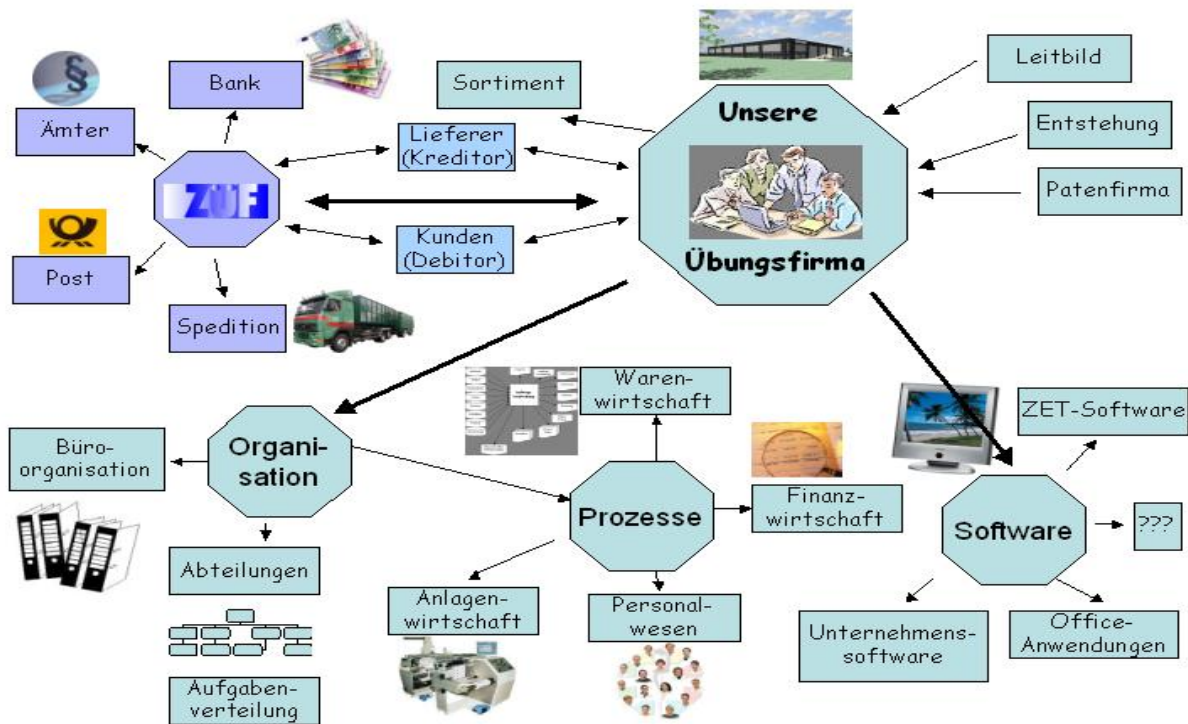 Bank
Sortiment
Unsere
Leitbild
Ämter
Lieferer
(Kreditor)
Entstehung
ZÜF
Patenfirma
Kunden
(Debitor)
Übungsfirma
Post
Spedition
Waren-
wirtschaft
ZET-Software
Büro-
organisation
Organi-
sation
Prozesse
Finanz-
wirtschaft
Software
???
Abteilungen
Anlagen-
wirtschaft
Personal-
wesen
Unternehmens-
software
Office-
Anwendungen
Aufgaben-
verteilung